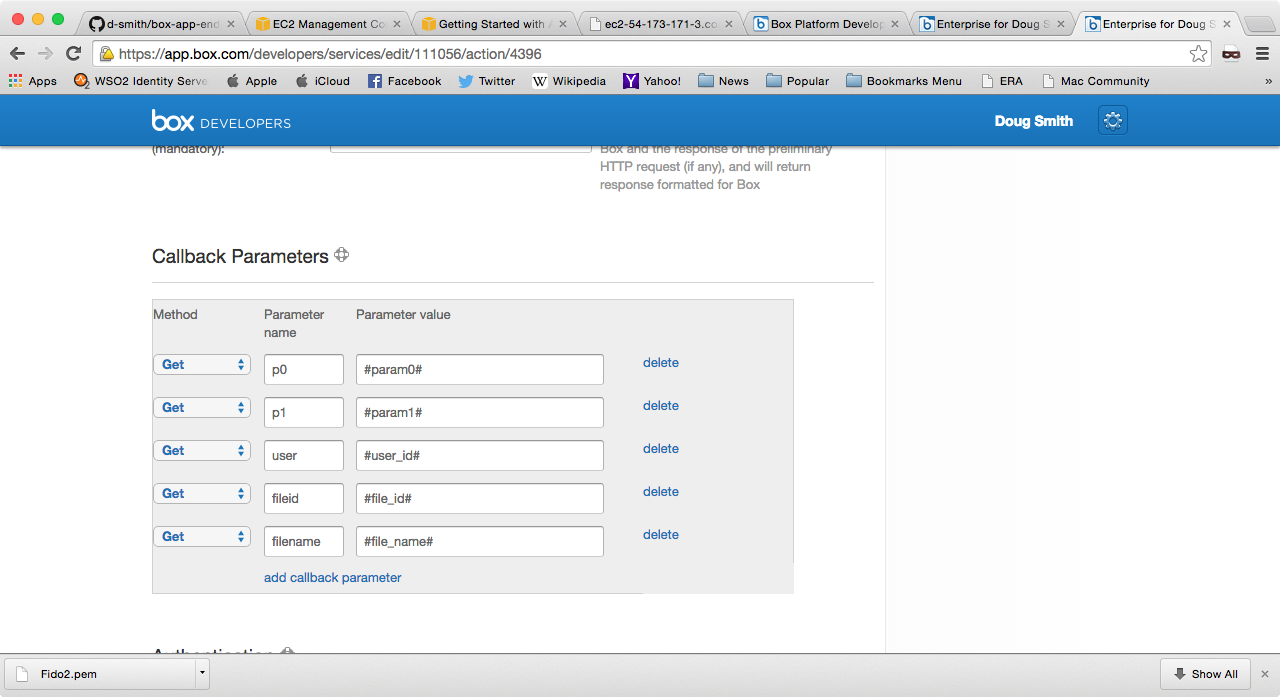 d-smith/box-app-end
EC2 Management Co
Getting Started with A
ec2-54-173-171-3.co
Box Platform Develop
Enterprise for Doug S
Enterprise for Doug S
https://app.box.com/developers/services/edit/111056/action/4396
Apps
WSO2 Identity Serve
Apple
iCloud
Facebook
Twitter
Wikipedia
Yahoo!
News
Popular
Bookmarks Menu
ERA
Mac Community
»
box DEVELOPERS
Doug Smith
(mandatory):
Box and the response of the preliminary
HTTP request (if any), and will return
response formatted for Box
Callback Parameters
Method Parameter name Parameter value
Get p0 #param0# delete
Get p1 #param1# delete
Get user #user_id# delete
Get fileid #file_id# delete
Get filename #file_name# delete
add callback parameter
Authentication
Fido2.pem
Show All